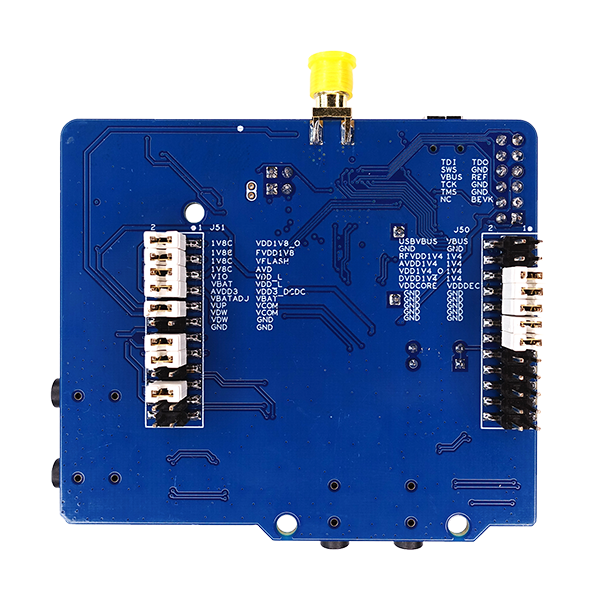 TDI TDO
SWS GND
VBUS REF
TCK GND
TMS GND
NC BEVK
2 J51
1V8C VDD1V8_O
1V8C FVDD1V8
1V8C VFLASH
1V8C AVD
VIO VDD_L
VBAT VDD_L
AVDD3 VDD3_DCDC
VBATADJ VBAT
VUP VCOM
VDW VCOM
VDW GND
GND GND
J50 2 1
USBVBUS VBUS
GND GND
RFVDD1V4 1V4
AVDD1V4 1V4
AVDD1V4_O 1V4
DVDD1V4 1V4
VDDCORE VDDDEC
GND GND
GND GND
GND GND
GND GND